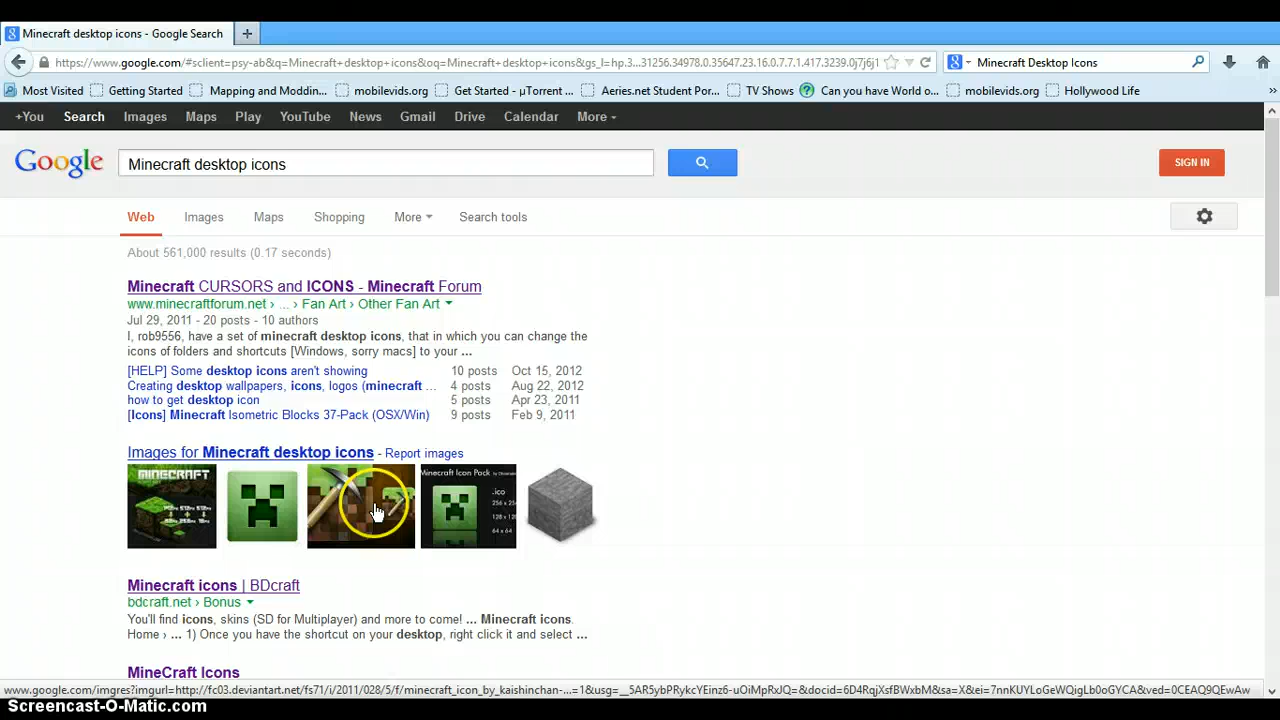 Minecraft desktop icons - Google Search
https://www.google.com/#sclient=psy-ab&q=Minecraft+desktop+icons&oq=Minecraft+desktop+icons&gs_l=hp.3...31256.34978.0.35647.23.16.0.7.7.1.417.3239.0j7j6j1
Minecraft Desktop Icons
Most Visited Getting Started Mapping and Moddin... mobilevids.org Get Started - µTorrent ... Aeries.net Student Por... TV Shows Can you have World o... mobilevids.org Hollywood Life »
+You Search Images Maps Play YouTube News Gmail Drive Calendar More
Google Minecraft desktop icons SIGN IN
Web Images Maps Shopping More Search tools
About 561,000 results (0.17 seconds)
Minecraft CURSORS and ICONS - Minecraft Forum
www.minecraftforum.net › ... › Fan Art › Other Fan Art
Jul 29, 2011 - 20 posts - 10 authors
I, rob9556, have a set of minecraft desktop icons, that in which you can change the
icons of folders and shortcuts [Windows, sorry macs] to your ...
[HELP] Some desktop icons aren't showing 10 posts Oct 15, 2012
Creating desktop wallpapers, icons, logos (minecraft ... 4 posts Aug 22, 2012
how to get desktop icon 5 posts Apr 23, 2011
[Icons] Minecraft Isometric Blocks 37-Pack (OSX/Win) 9 posts Feb 9, 2011
Images for Minecraft desktop icons - Report images
MINECRAFT
Minecraft Icon Pack
.ico
256 x
128 x
64 x 64
Minecraft icons | BDcraft
bdcraft.net › Bonus
You'll find icons, skins (SD for Multiplayer) and more to come! ... Minecraft icons.
Home › ... 1) Once you have the shortcut on your desktop, right click it and select ...
MineCraft Icons
www.google.com/imgres?imgurl=http://fc03.deviantart.net/fs71/i/2011/028/5/f/minecraft_icon_by_kaishinchan-...=1&usg=__5AR5ybPRykcYEinz6-uOiMpRxJQ=&docid=6D4RqjXsfBWxbM&sa=X&ei=7nnKUYLoGeWQigLb0oGYCA&ved=0CEAQ9QEwAw
Screencast-O-Matic.com